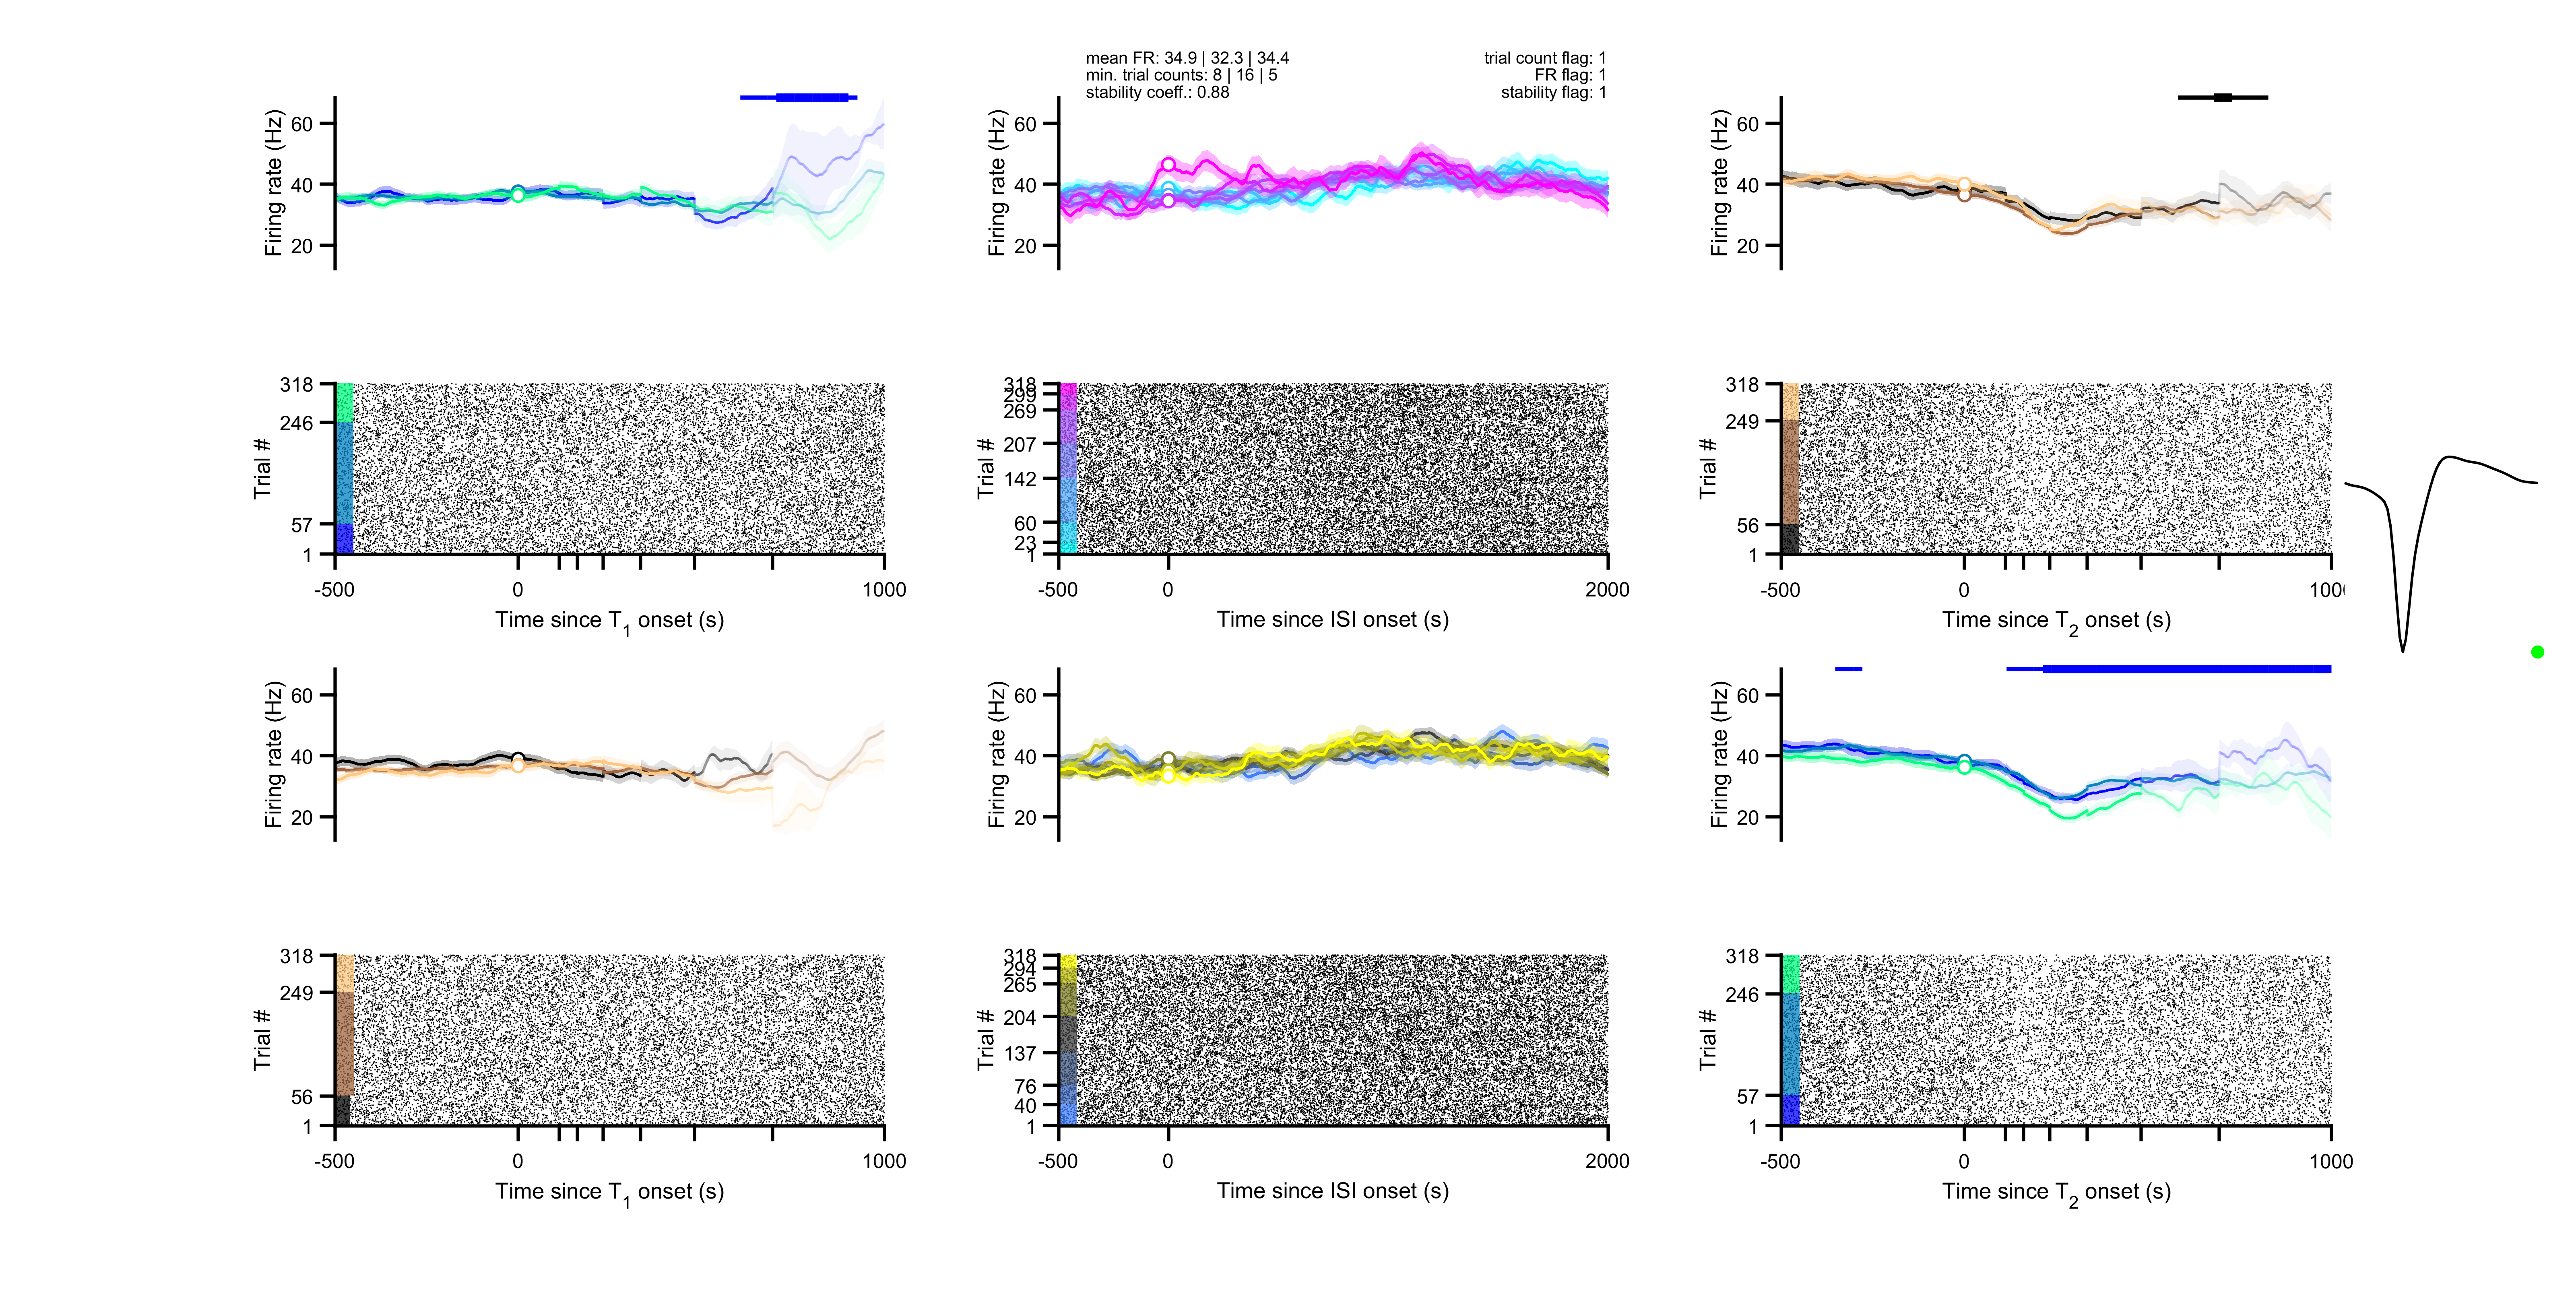 mean FR: 34.9 | 32.3 | 34.4
min. trial counts: 8 | 16 | 5
stability coeff.: 0.88
trial count flag: 1
FR flag: 1
stability flag: 1
Firing rate (Hz)
60
40
20
Firing rate (Hz)
60
40
20
Firing rate (Hz)
60
40
20
Trial #
318
246
57
1
-500
0
1000
Time since T1 onset (s)
Trial #
318
299
269
207
142
60
23
1
-500
0
2000
Time since ISI onset (s)
Trial #
318
249
56
1
-500
0
100
Time since T2 onset (s)
Firing rate (Hz)
60
40
20
Firing rate (Hz)
60
40
20
Firing rate (Hz)
60
40
20
Trial #
318
249
56
1
-500
0
1000
Time since T1 onset (s)
Trial #
318
294
265
204
137
76
40
1
-500
0
2000
Time since ISI onset (s)
Trial #
318
246
57
1
-500
0
1000
Time since T2 onset (s)